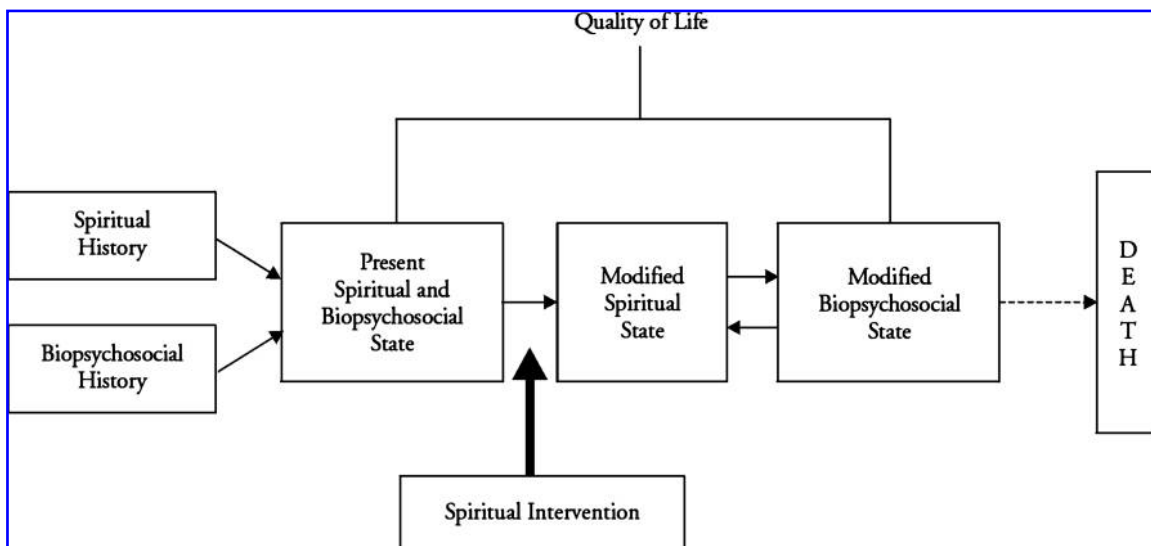 Quality of Life
Spiritual
History
Biopsychosocial
History
Present
Spiritual and
Biopsychosocial
State
Modified
Spiritual
State
Modified
Biopsychosocial
State
D
E
A
T
H
Spiritual Intervention